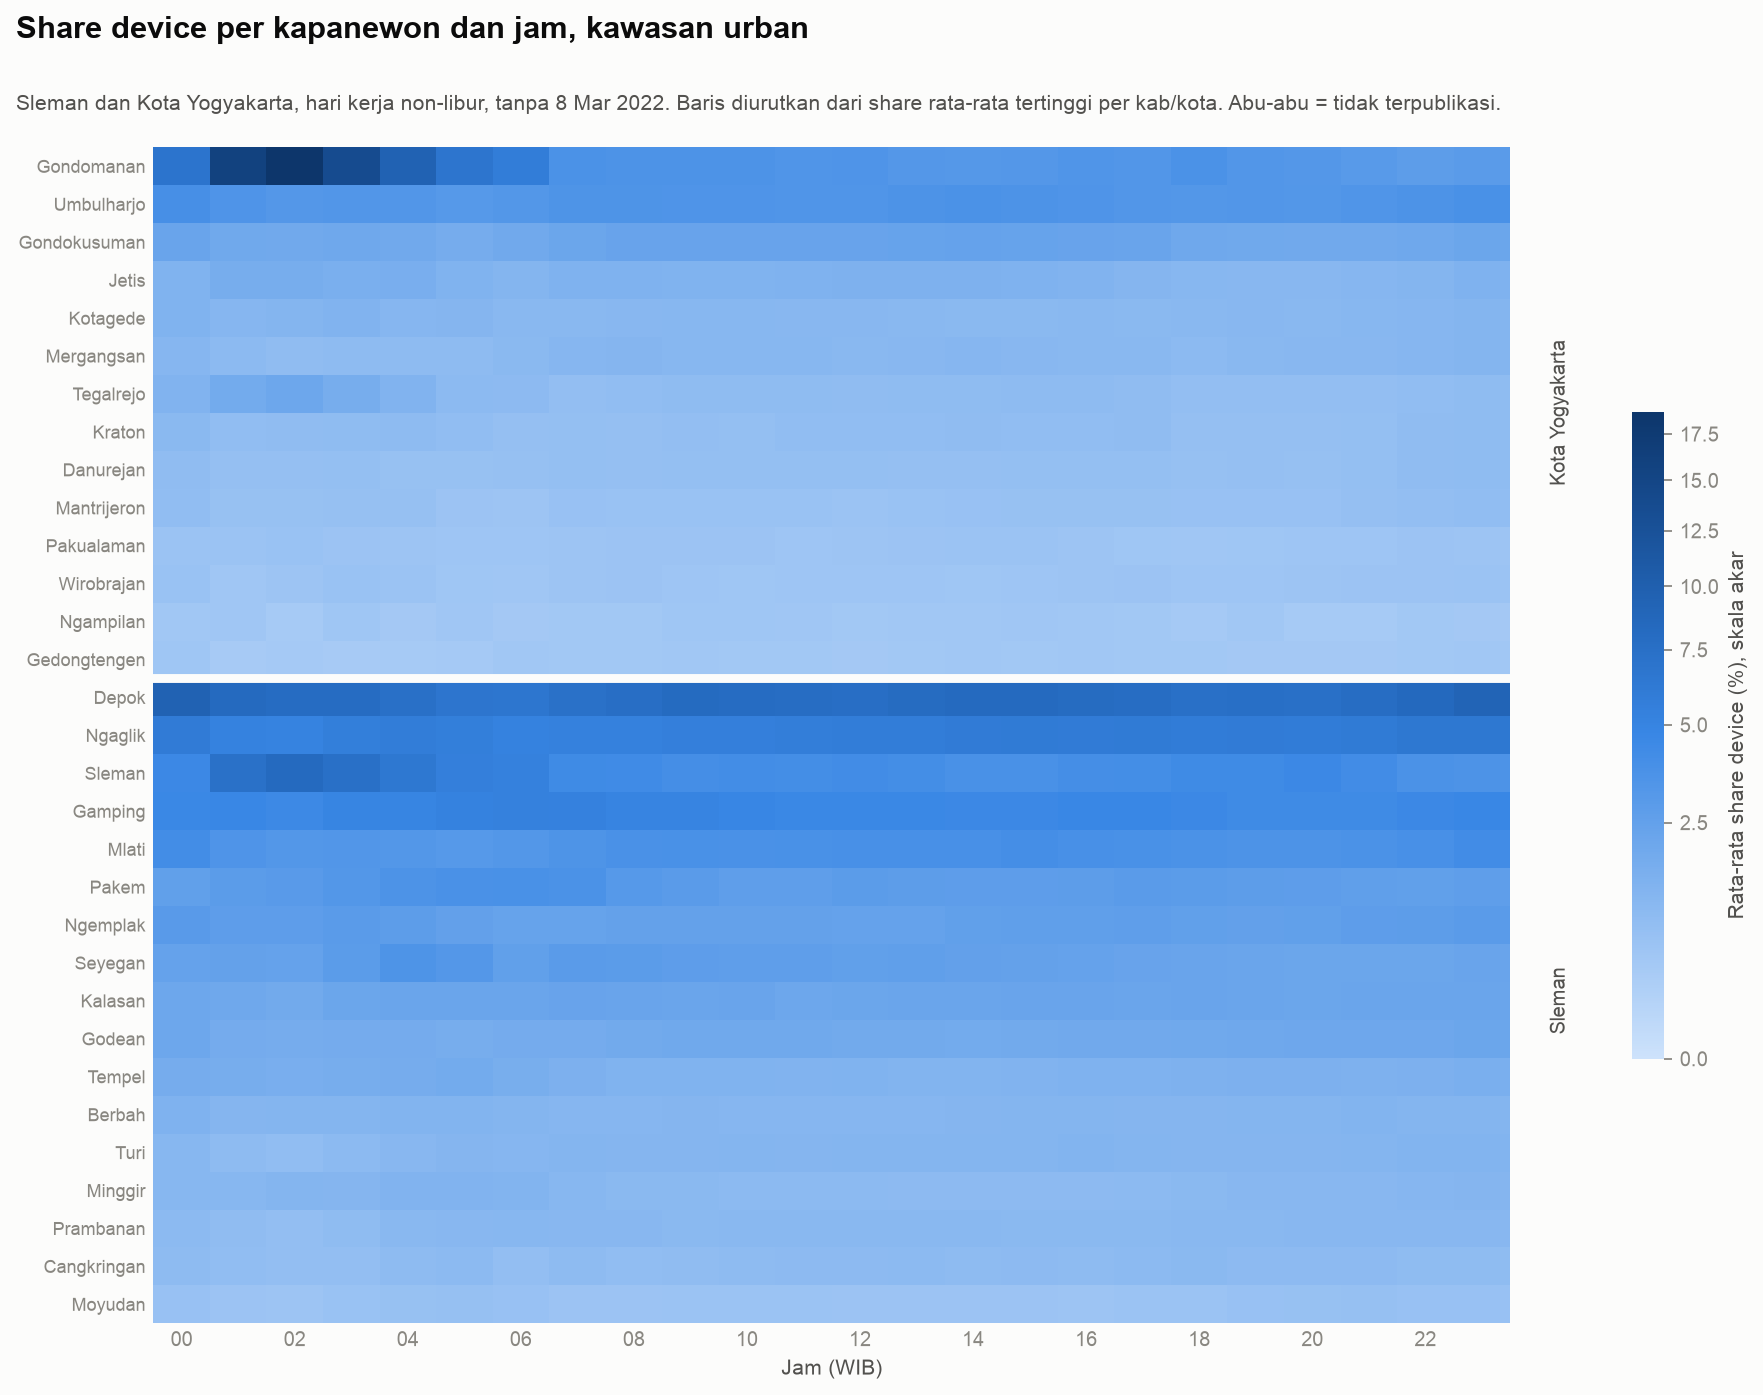 Share device per kapanewon dan jam, kawasan urban
Sleman dan Kota Yogyakarta, hari kerja non-libur, tanpa 8 Mar 2022. Baris diurutkan dari share rata-rata tertinggi per kab/kota. Abu-abu = tidak terpublikasi.
Gondomanan
Umbulharjo
Gondokusuman
Jetis
Kotagede
Mergangsan
Tegalrejo
Kraton
Danurejan
Mantrijeron
Pakualaman
Wirobrajan
Ngampilan
Gedongtengen
Kota Yogyakarta
Depok
Ngaglik
Sleman
Gamping
Mlati
Pakem
Ngemplak
Seyegan
Kalasan
Godean
Tempel
Berbah
Turi
Minggir
Prambanan
Cangkringan
Moyudan
Sleman
00 02 04 06 08 10 12 14 16 18 20 22
Jam (WIB)
17.5
15.0
12.5
10.0
7.5
5.0
2.5
0.0
Rata-rata share device (%), skala akar